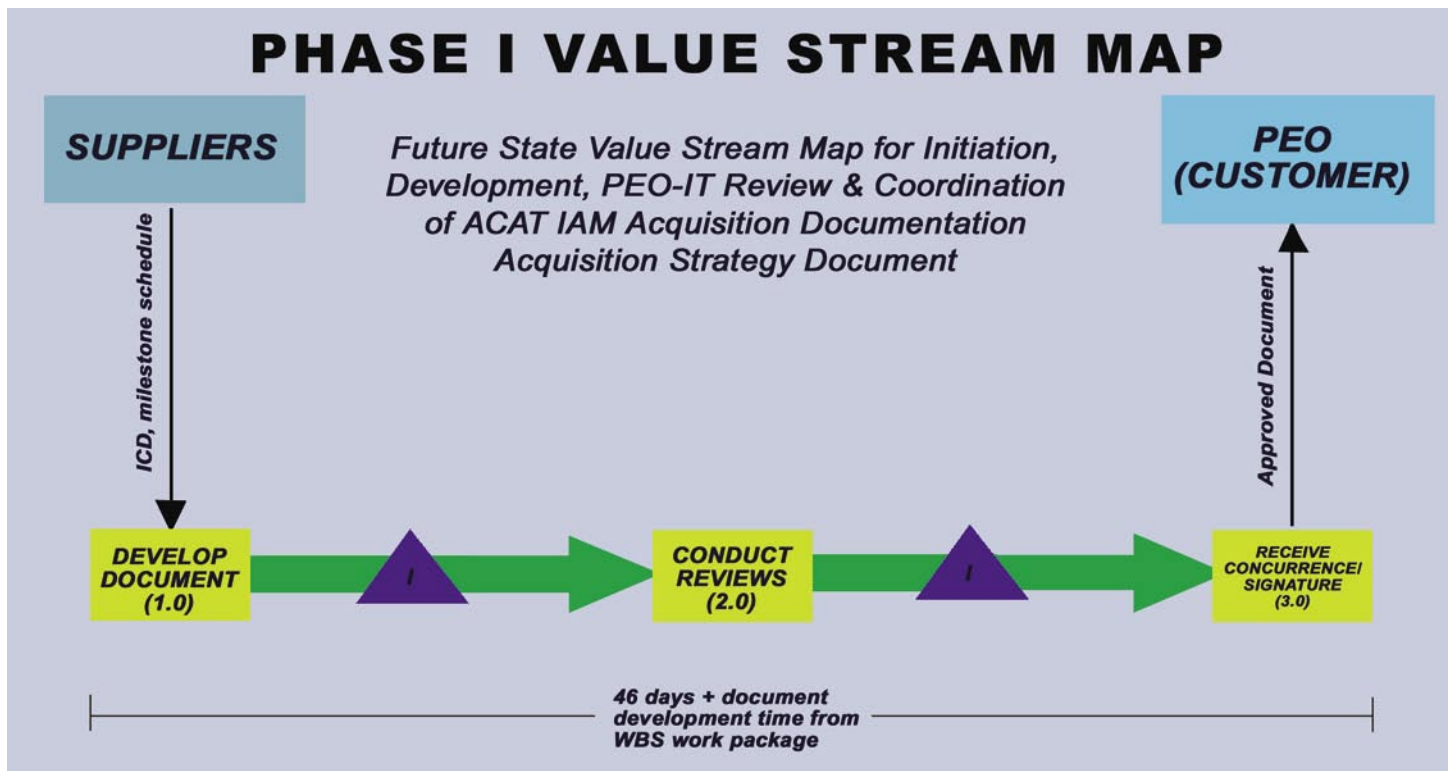 PHASE I VALUE STREAM MAP
SUPPLIERS
Future State Value Stream Map for Initiation,
Development, PEO-IT Review & Coordination
of ACAT IAM Acquisition Documentation
Acquisition Strategy Document
PEO
(CUSTOMER)
ICD, milestone schedule
Approved Document
DEVELOP
DOCUMENT
(1.0)
I
CONDUCT
REVIEWS
(2.0)
I
RECEIVE
CONCURRENCE/
SIGNATURE
(3.0)
46 days + document
development time from
WBS work package